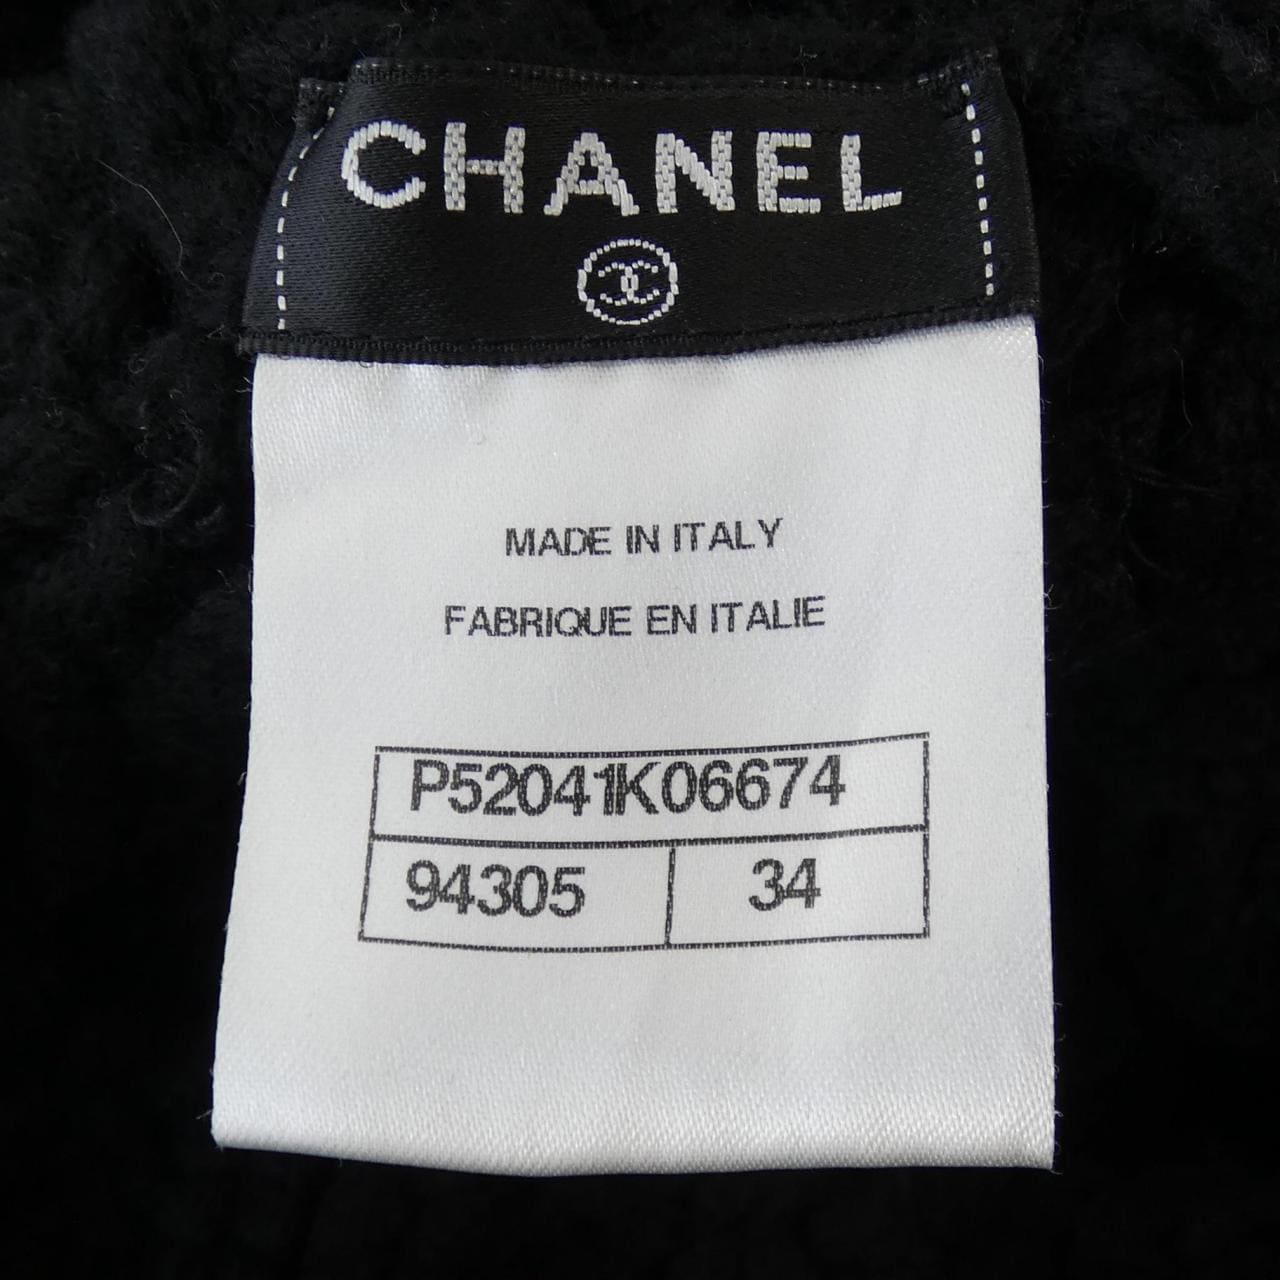 CHANEL
MADE IN ITALY
FABRIQUE EN ITALIE
P52041K06674
94305 34